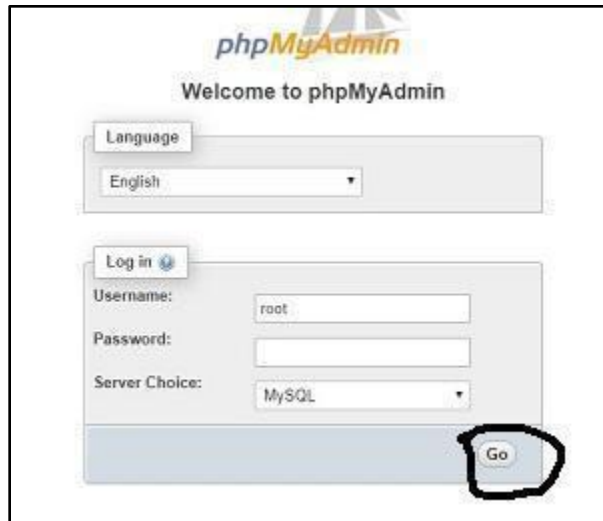 phpMyAdmin
Welcome to phpMyAdmin
Language
English
Log in
Username:
root
Password:
Server Choice:
MySQL
Go